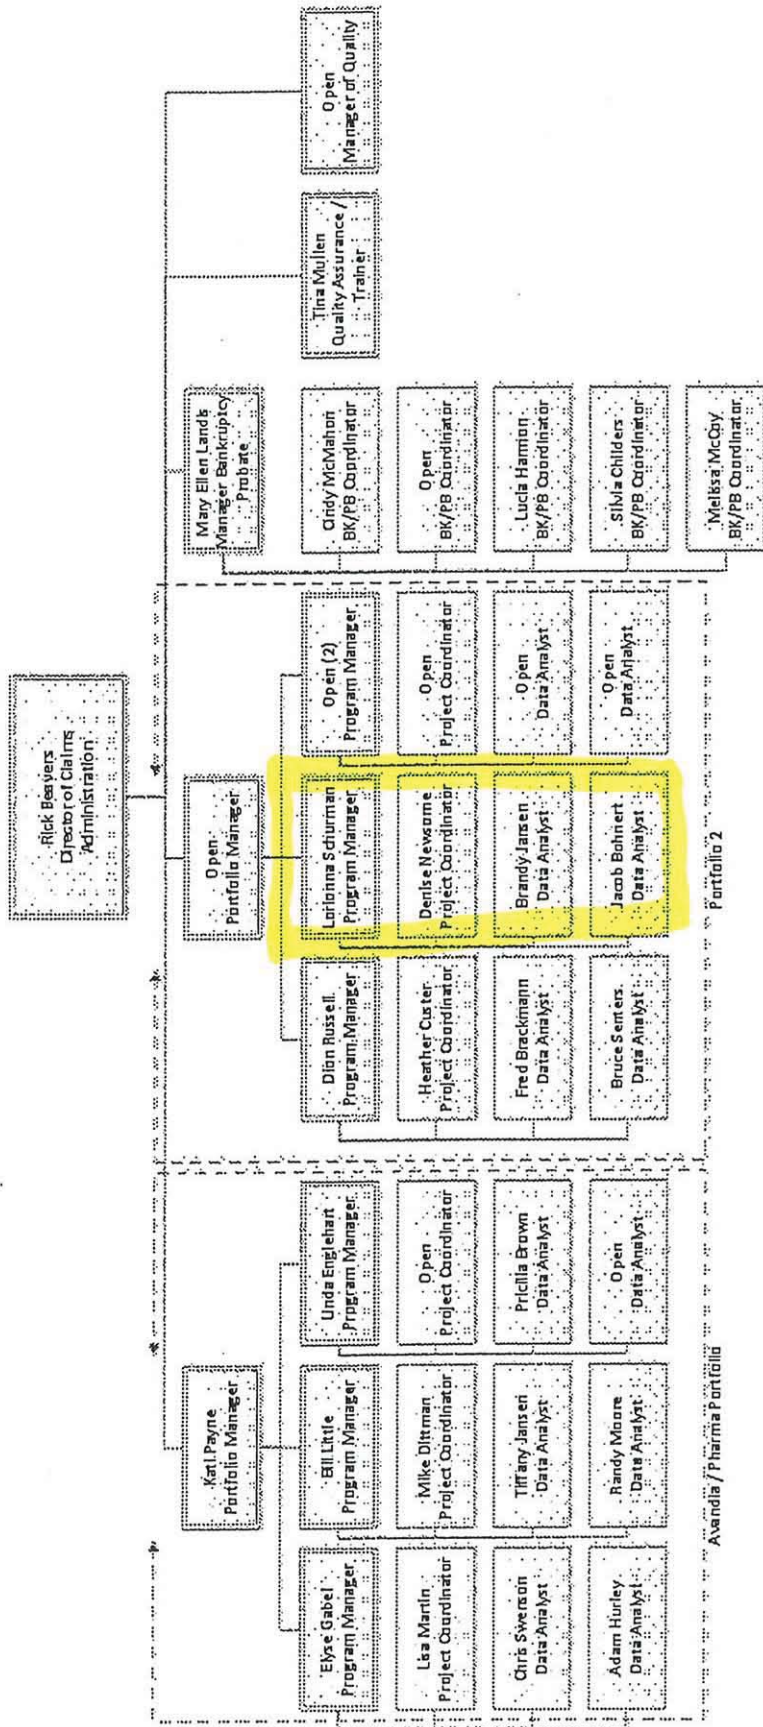 Rick Beavers
Director of Claims
Administration
Kati Payne
Portfolio Manager
Open
Portfolio Manager
Mary Ellen Landis
Manager Bankruptcy
Probate
Tina Mullen
Quality Assurance /
Trainer
Open
Manager of Quality
Elyse Gabel
Program Manager
Lisa Martin
Project Coordinator
Chris Swenson
Data Analyst
Adam Hurley
Data Analyst
Bill Little
Program Manager
Mike Dittman
Project Coordinator
Tiffany Jansen
Data Analyst
Randy Moore
Data Analyst
Linda Englehart
Program Manager
Open
Project Coordinator
Pricilla Brown
Data Analyst
Open
Data Analyst
Avandia / Pharma Portfolio
Dion Russell
Program Manager
Heather Custer
Project Coordinator
Fred Brackmann
Data Analyst
Bruce Senters
Data Analyst
Lorionna Schurman
Program Manager
Denise Newsome
Project Coordinator
Brandy Jansen
Data Analyst
Jacob Bohnert
Data Analyst
Open (2)
Program Manager
Open
Project Coordinator
Open
Data Analyst
Open
Data Analyst
Portfolio 2
Cindy McMahon
BK/PB Coordinator
Open
BK/PB Coordinator
Lucia Hannon
BK/PB Coordinator
Silvia Childers
BK/PB Coordinator
Melissa McCoy
BK/PB Coordinator